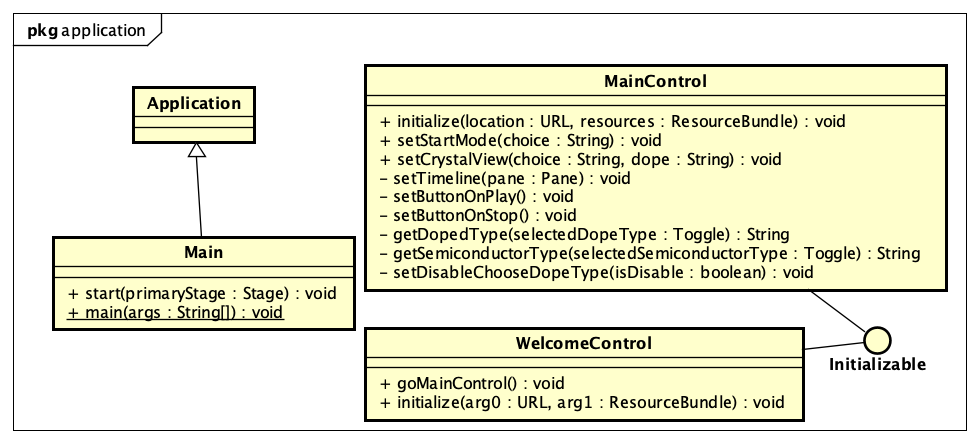 pkg application
Application
Main
+ start(primaryStage : Stage) : void
+ main(args : String[]) : void
MainControl
+ initialize(location : URL, resources : ResourceBundle) : void
+ setStartMode(choice : String) : void
+ setCrystalView(choice : String, dope : String) : void
- setTimeline(pane : Pane) : void
- setButtonOnPlay() : void
- setButtonOnStop() : void
- getDopedType(selectedDopeType : Toggle) : String
- getSemiconductorType(selectedSemiconductorType : Toggle) : String
- setDisableChooseDopeType(isDisable : boolean) : void
WelcomeControl
+ goMainControl() : void
+ initialize(arg0 : URL, arg1 : ResourceBundle) : void
Initializable